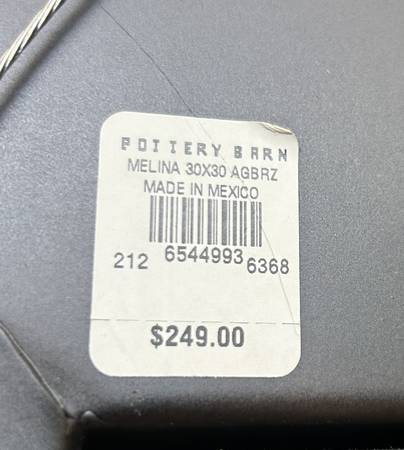 POTTERY BARN
MELINA 30X30 AGBRZ
MADE IN MEXICO
212 6544993 6368
$249.00